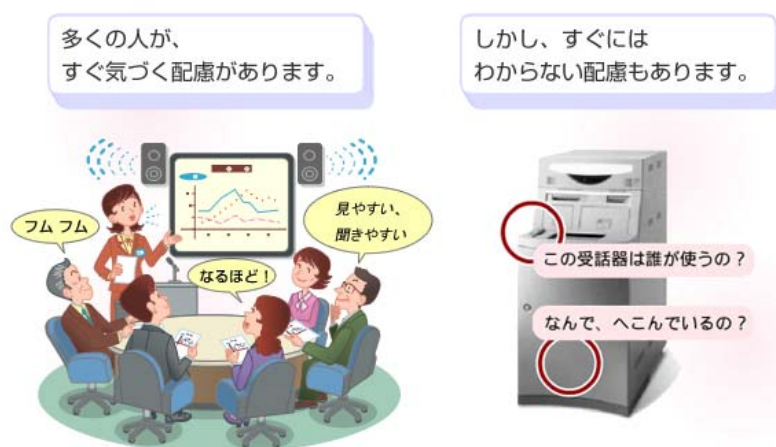 多くの人が、
すぐ気づく配慮があります。
しかし、すぐには
わからない配慮もあります。
フム フム
なるほど！
見やすい、
聞きやすい
この受話器は誰が使うの？
なんで、へこんでいるの？